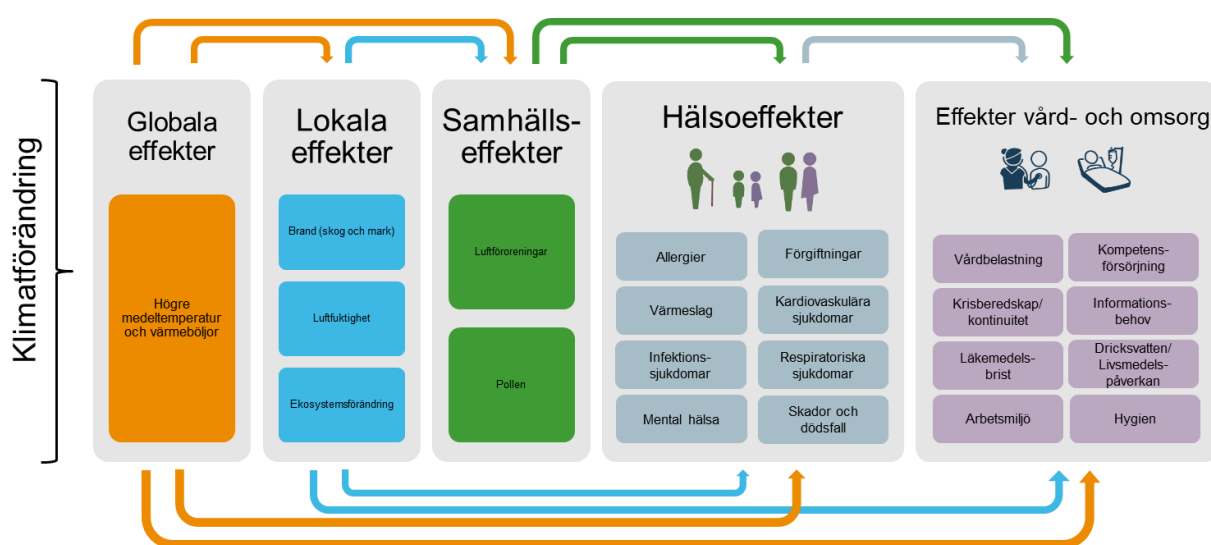 Klimatförändring
Globala
effekter
Högre
medeltemperatur
och värmeböljor
Lokala
effekter
Brand (skog och mark)
Luftfuktighet
Ekosystemsförändring
Samhälls-
effekter
Luftföroreningar
Pollen
Hälsoeffekter
Allergier
Förgiftningar
Värmeslag
Kardiovaskulära
sjukdomar
Infektions-
sjukdomar
Respiratoriska
sjukdomar
Mental hälsa
Skador och
dödsfall
Effekter vård- och omsorg
Vårdbelastning
Kompetens-
försörjning
Krisberedskap/
kontinuitet
Informations-
behov
Läkemedels-
brist
Dricksvatten/
Livsmedels-
påverkan
Arbetsmiljö
Hygien